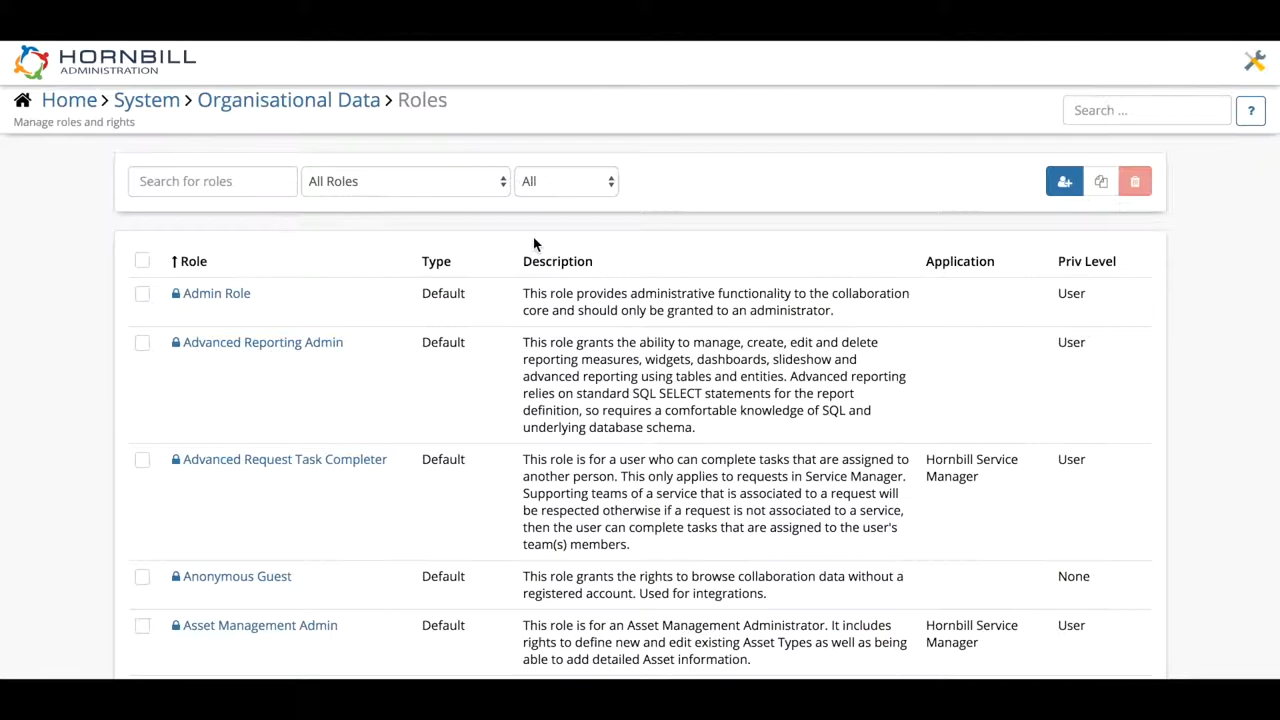 HORNBILL
ADMINISTRATION
Home > System > Organisational Data > Roles
Manage roles and rights
Search ...
?
Search for roles
All Roles
All
Role Type Description Application Priv Level
Admin Role Default This role provides administrative functionality to the collaboration User
core and should only be granted to an administrator.
Advanced Reporting Admin Default This role grants the ability to manage, create, edit and delete User
reporting measures, widgets, dashboards, slideshow and
advanced reporting using tables and entities. Advanced reporting
relies on standard SQL SELECT statements for the report
definition, so requires a comfortable knowledge of SQL and
underlying database schema.
Advanced Request Task Completer Default This role is for a user who can complete tasks that are assigned to Hornbill Service User
another person. This only applies to requests in Service Manager. Manager
Supporting teams of a service that is associated to a request will
be respected otherwise if a request is not associated to a service,
then the user can complete tasks that are assigned to the user's
team(s) members.
Anonymous Guest Default This role grants the rights to browse collaboration data without a None
registered account. Used for integrations.
Asset Management Admin Default This role is for an Asset Management Administrator. It includes Hornbill Service User
rights to define new and edit existing Asset Types as well as being Manager
able to add detailed Asset information.